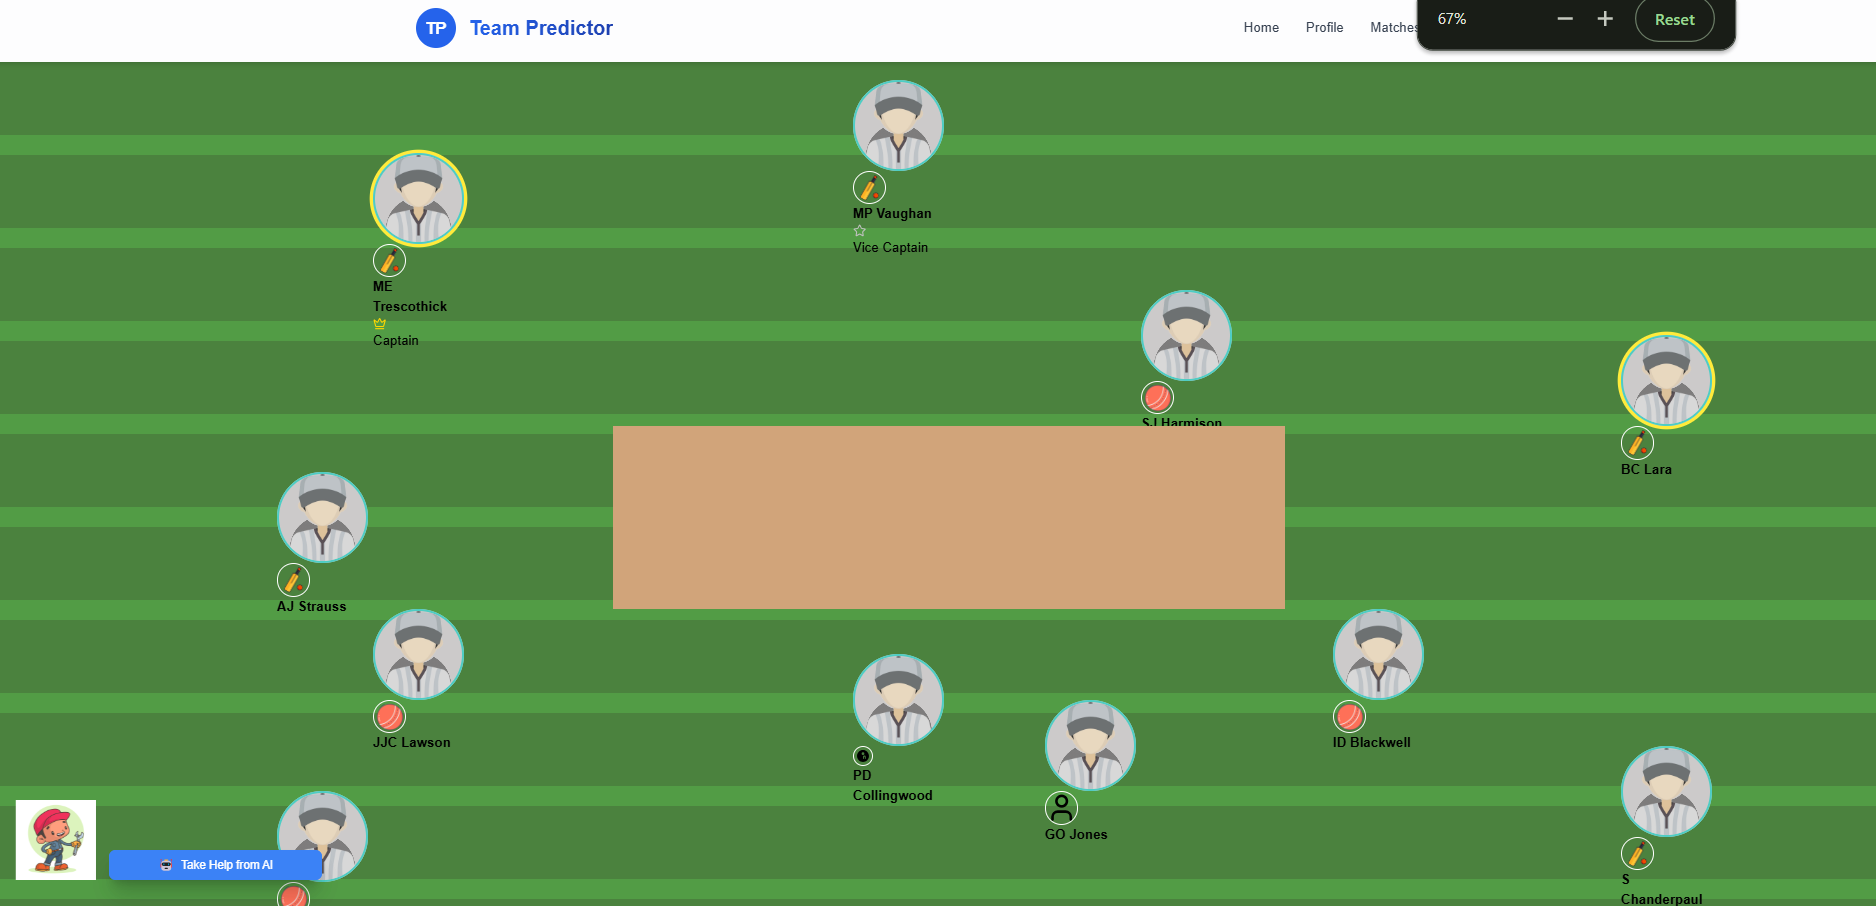 TP Team Predictor
Home Profile Matches
67% Reset
MP Vaughan
Vice Captain
ME
Trescothick
Captain
SJ Harmison
BC Lara
AJ Strauss
JJC Lawson
PD
Collingwood
GO Jones
ID Blackwell
S
Chanderpaul
Take Help from AI